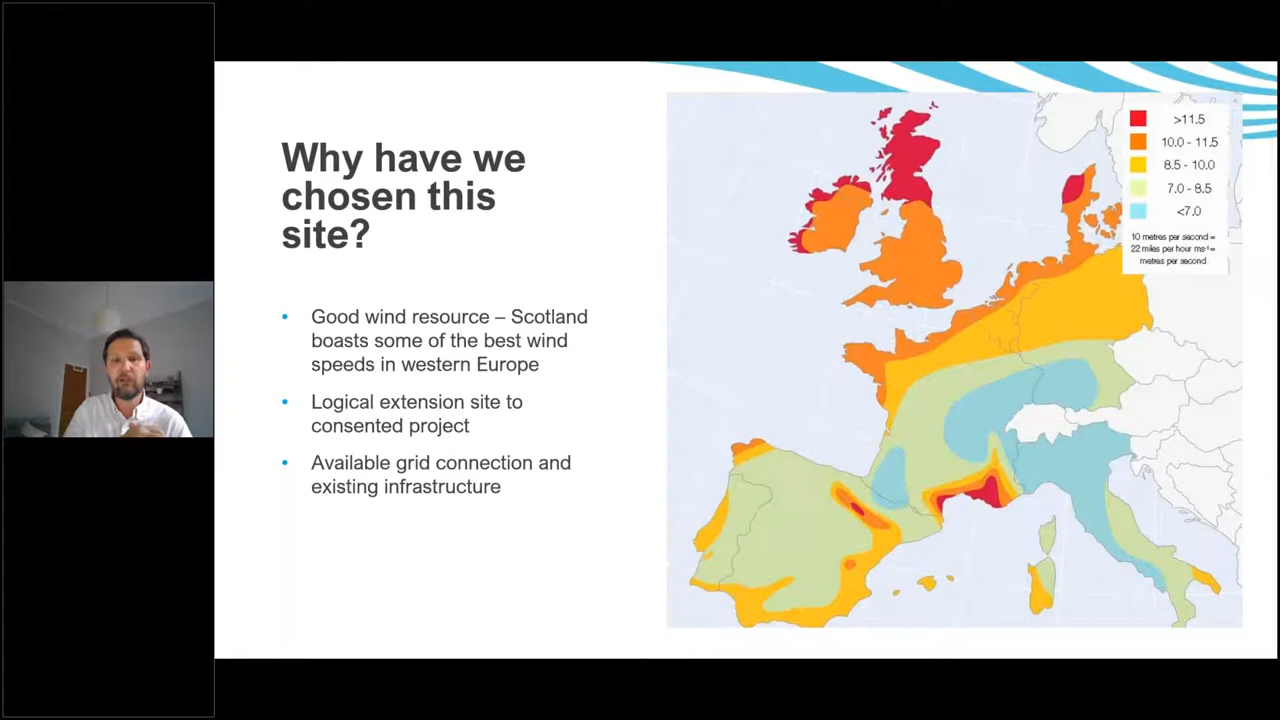 Why have we
chosen this
site?
• Good wind resource – Scotland
boasts some of the best wind
speeds in western Europe
• Logical extension site to
consented project
• Available grid connection and
existing infrastructure
>11.5
10.0 - 11.5
8.5 - 10.0
7.0 - 8.5
<7.0
10 metres per second =
22 miles per hour ms⁻¹ =
metres per second